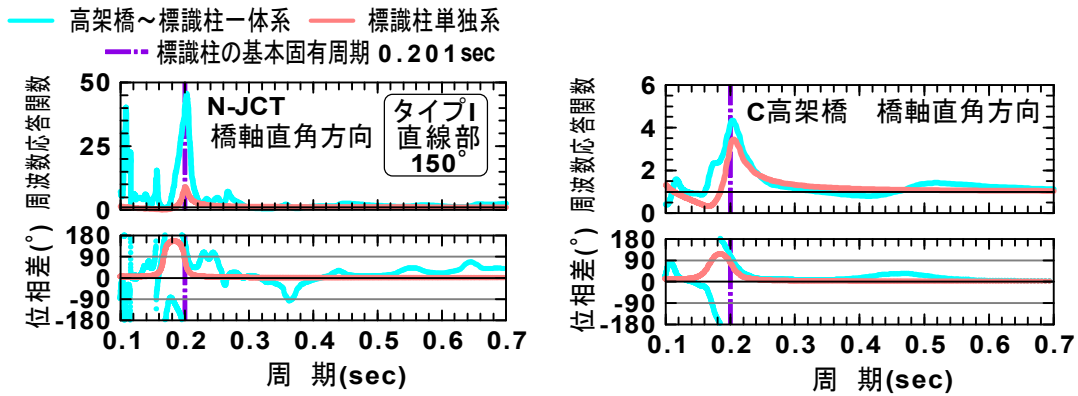 高架橋~標識柱一体系 標識柱単独系
標識柱の基本固有周期 0.201sec
周波数応答関数
50
25
0
N-JCT
橋軸直角方向
タイプI
直線部
150°
位相差(°)
180
90
0
-90
-180
0.1 0.2 0.3 0.4 0.5 0.6 0.7
周 期(sec)
周波数応答関数
6
4
2
0
C高架橋 橋軸直角方向
位相差(°)
180
90
0
-90
-180
0.1 0.2 0.3 0.4 0.5 0.6 0.7
周 期(sec)